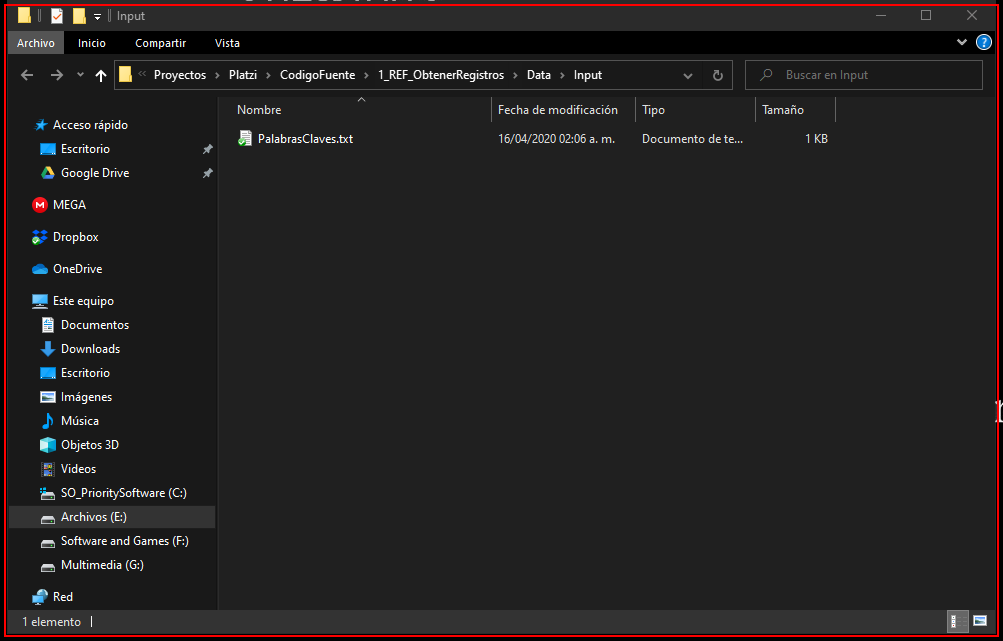 Input
Archivo Inicio Compartir Vista
« Proyectos › Platzi › CodigoFuente › 1_REF_ObtenerRegistros › Data › Input
Buscar en Input
Nombre Fecha de modificación Tipo Tamaño
PalabrasClaves.txt 16/04/2020 02:06 a. m. Documento de te... 1 KB
Acceso rápido
Escritorio
Google Drive
MEGA
Dropbox
OneDrive
Este equipo
Documentos
Downloads
Escritorio
Imágenes
Música
Objetos 3D
Videos
SO_PrioritySoftware (C:)
Archivos (E:)
Software and Games (F:)
Multimedia (G:)
Red
1 elemento